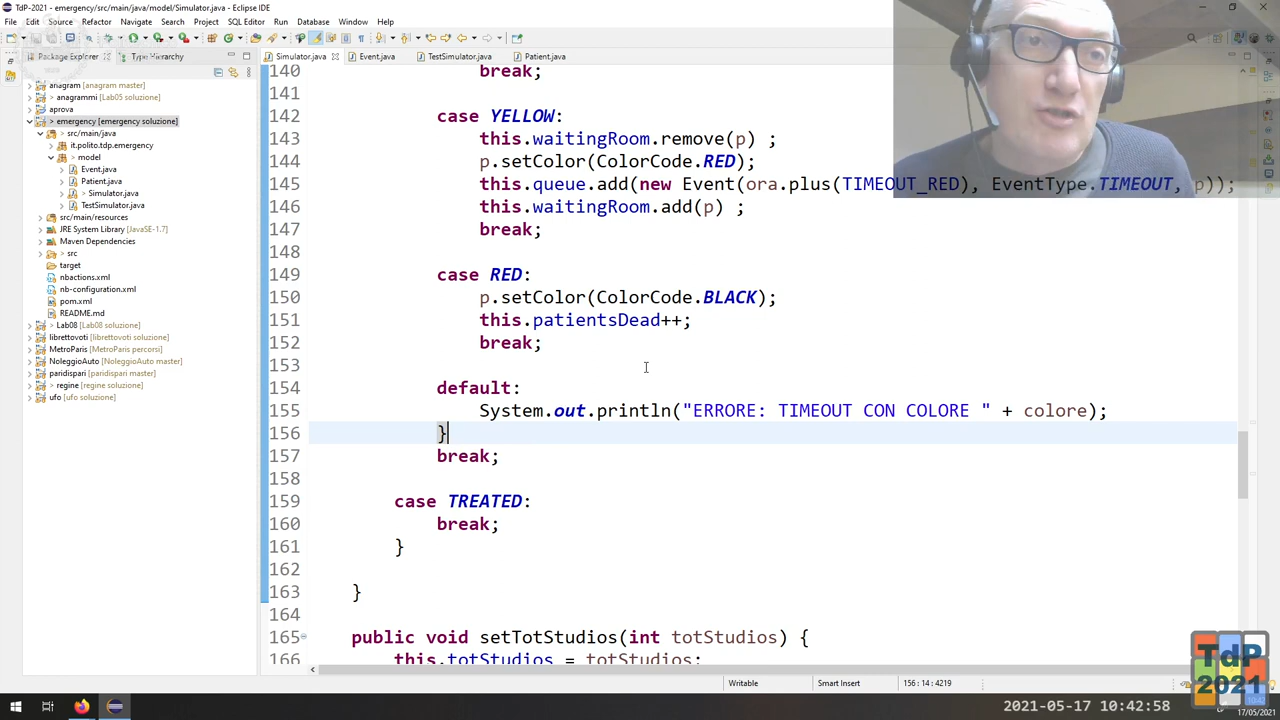 TdP-2021 - emergency/src/main/java/model/Simulator.java - Eclipse IDE
File Edit Source Refactor Navigate Search Project SQL Editor Run Database Window Help
Package Explorer Type Hierarchy
Simulator.java Event.java TestSimulator.java Patient.java
anagram [anagram master]
> anagrammi [Lab05 soluzione]
aprova
> emergency [emergency soluzione]
src/main/java
it.polito.tdp.emergency
> model
Event.java
Patient.java
> Simulator.java
TestSimulator.java
src/main/resources
JRE System Library [JavaSE-1.7]
Maven Dependencies
> src
target
nbactions.xml
nb-configuration.xml
pom.xml
README.md
> Lab08 [Lab08 soluzione]
librettovoti [librettovoti soluzione]
MetroParis [MetroParis percorsi]
NoleggioAuto [NoleggioAuto master]
paridispari [paridispari master]
> regine [regine soluzione]
ufo [ufo soluzione]
140 break;
141
142 case YELLOW:
143 this.waitingRoom.remove(p) ;
144 p.setColor(ColorCode.RED);
145 this.queue.add(new Event(ora.plus(TIMEOUT_RED), EventType.TIMEOUT, p));
146 this.waitingRoom.add(p) ;
147 break;
148
149 case RED:
150 p.setColor(ColorCode.BLACK);
151 this.patientsDead++;
152 break;
153
154 default:
155 System.out.println("ERRORE: TIMEOUT CON COLORE " + colore);
156 }
157 break;
158
159 case TREATED:
160 break;
161 }
162
163 }
164
165 public void setTotStudios(int totStudios) {
166 this.totStudios = totStudios;
Writable Smart Insert 156 : 14 : 4219
TdP
2021
2021-05-17 10:42:58
17/05/2021